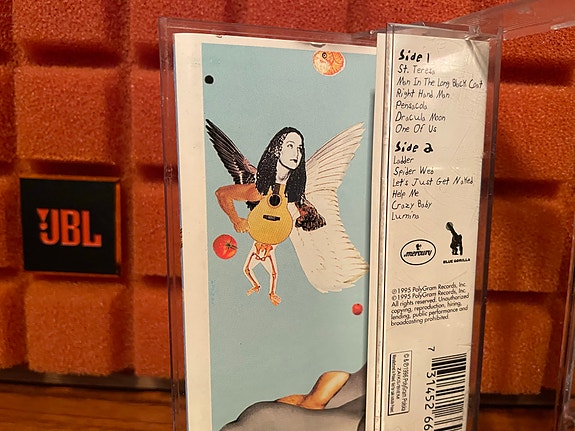 JBL
Side 1
St. Teresa
Man In The Long Black Coat
Right Hand Man
Pensacola
Dracula Moon
One Of Us
Side 2
Ladder
Spider Web
Let's Just Get Naked
Help Me
Crazy Baby
Lumina
mercury
BLUE GORILLA
℗1995 PolyGram Records, Inc.
©1995 PolyGram Records, Inc.
All rights reserved. Unauthorized
copying, reproduction, hiring,
lending, public performance and
broadcasting prohibited.
7 31452 66